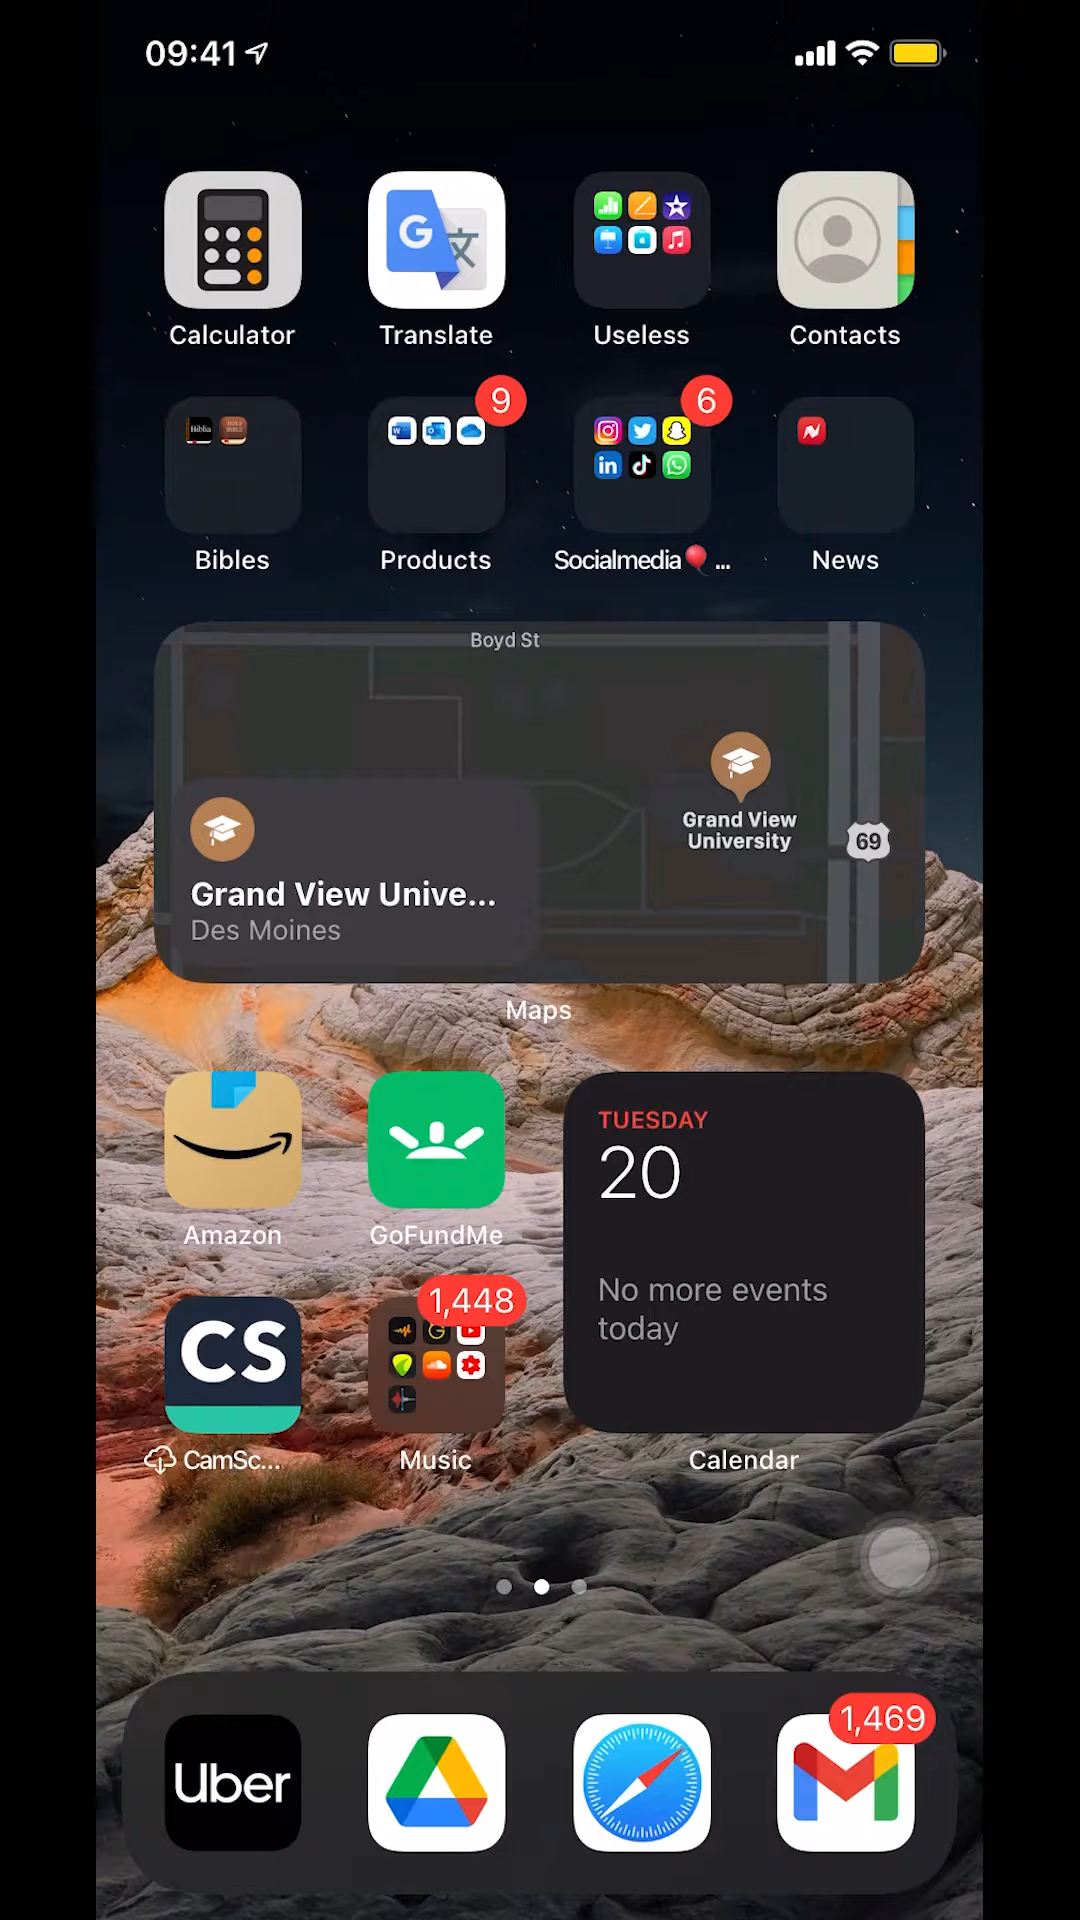 09:41
Calculator
Translate
Useless
Contacts
9
6
Bibles
Products
Socialmedia🎈 ...
News
Boyd St
Grand View
University
69
Grand View Unive...
Des Moines
Maps
TUESDAY
20
No more events
today
Amazon
GoFundMe
1,448
CS
CamSc...
Music
Calendar
1,469
Uber